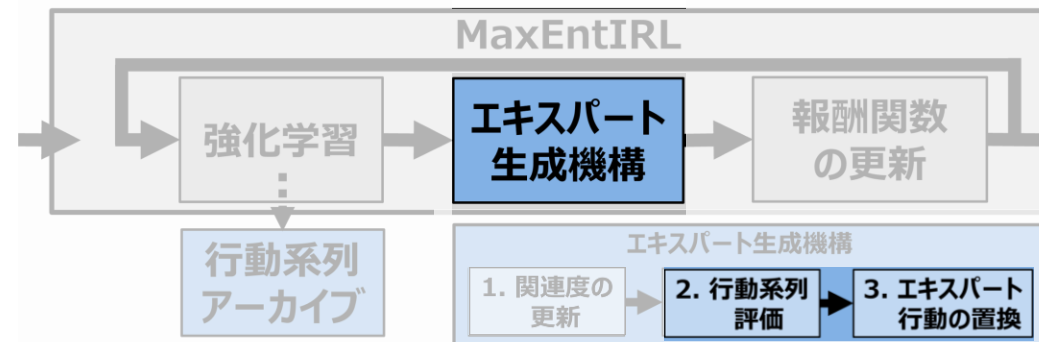 MaxEntIRL
強化学習
エキスパート
生成機構
報酬関数
の更新
行動系列
アーカイブ
エキスパート生成機構
1. 関連度の
更新
2. 行動系列
評価
3. エキスパート
行動の置換